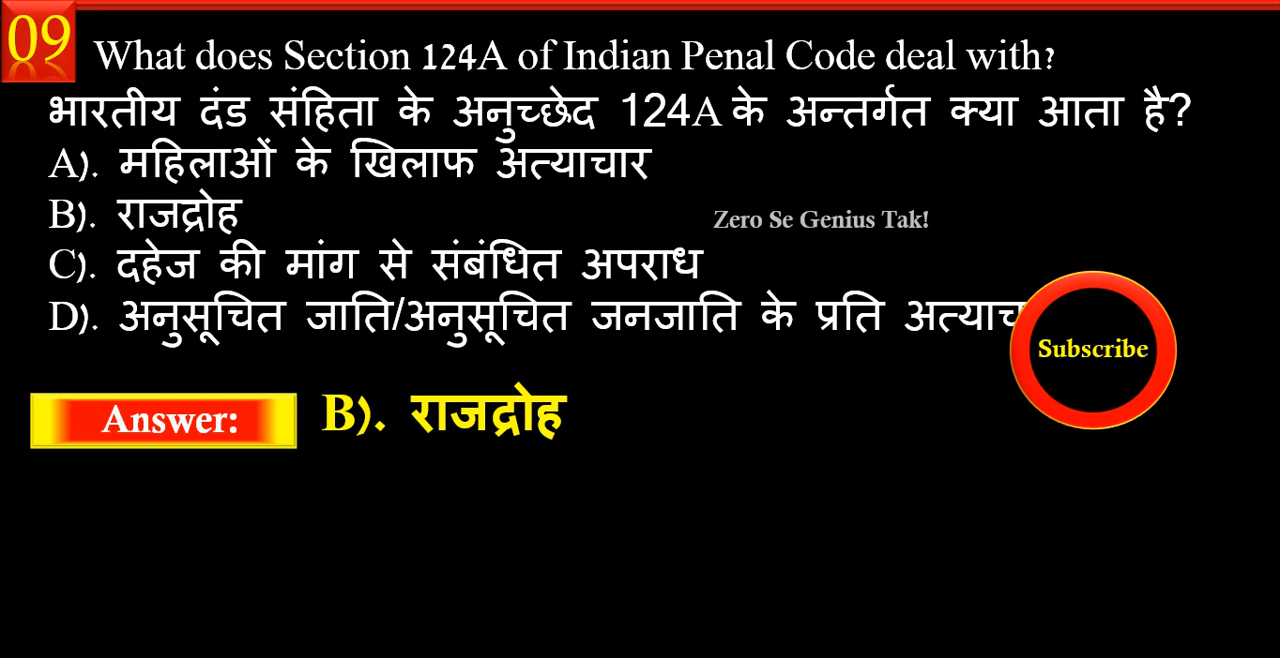 09
What does Section 124A of Indian Penal Code deal with?
भारतीय दंड संहिता के अनुच्छेद 124A के अन्तर्गत क्या आता है?
A). महिलाओं के खिलाफ अत्याचार
B). राजद्रोह
Zero Se Genius Tak!
C). दहेज की मांग से संबंधित अपराध
D). अनुसूचित जाति/अनुसूचित जनजाति के प्रति
Subscribe
Answer: B). राजद्रोह